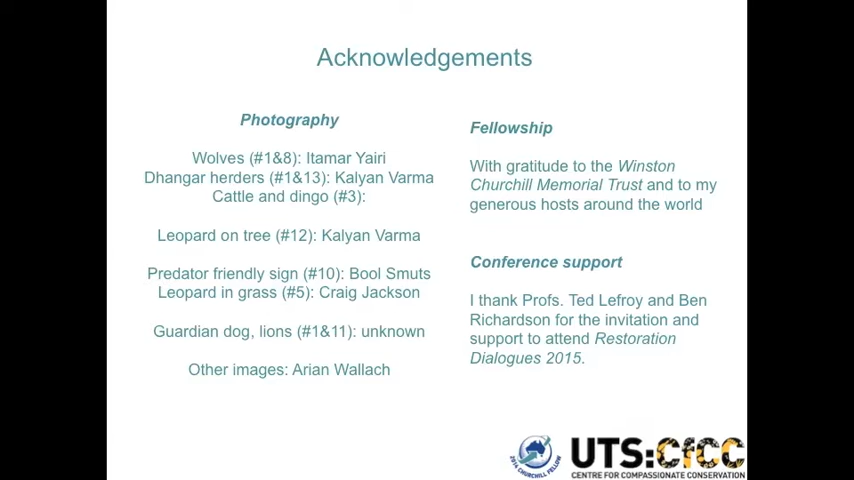 Acknowledgements
Photography
Wolves (#1&8): Itamar Yairi
Dhangar herders (#1&13): Kalyan Varma
Cattle and dingo (#3):
Leopard on tree (#12): Kalyan Varma
Predator friendly sign (#10): Bool Smuts
Leopard in grass (#5): Craig Jackson
Guardian dog, lions (#1&11): unknown
Other images: Arian Wallach
Fellowship
With gratitude to the Winston
Churchill Memorial Trust and to my
generous hosts around the world
Conference support
I thank Profs. Ted Lefroy and Ben
Richardson for the invitation and
support to attend Restoration
Dialogues 2015.
2014 CHURCHILL FELLOW
UTS:CfCC
CENTRE FOR COMPASSIONATE CONSERVATION